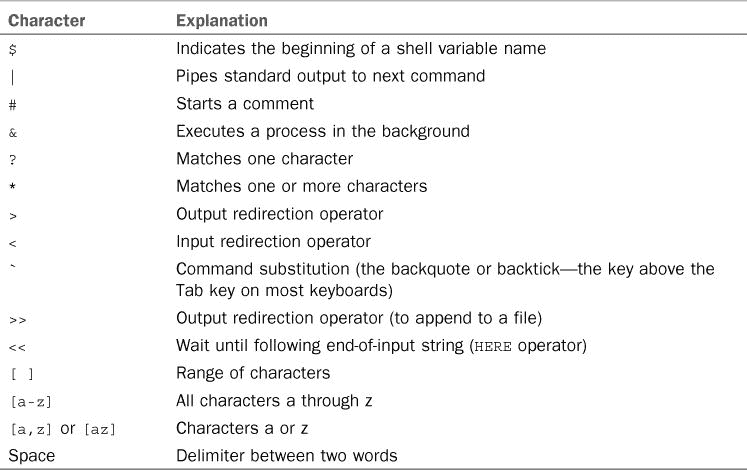 Character Explanation
$ Indicates the beginning of a shell variable name
| Pipes standard output to next command
# Starts a comment
& Executes a process in the background
? Matches one character
* Matches one or more characters
> Output redirection operator
< Input redirection operator
` Command substitution (the backquote or backtick—the key above the
Tab key on most keyboards)
>> Output redirection operator (to append to a file)
<< Wait until following end-of-input string (HERE operator)
[ ] Range of characters
[a-z] All characters a through z
[a,z] or [az] Characters a or z
Space Delimiter between two words